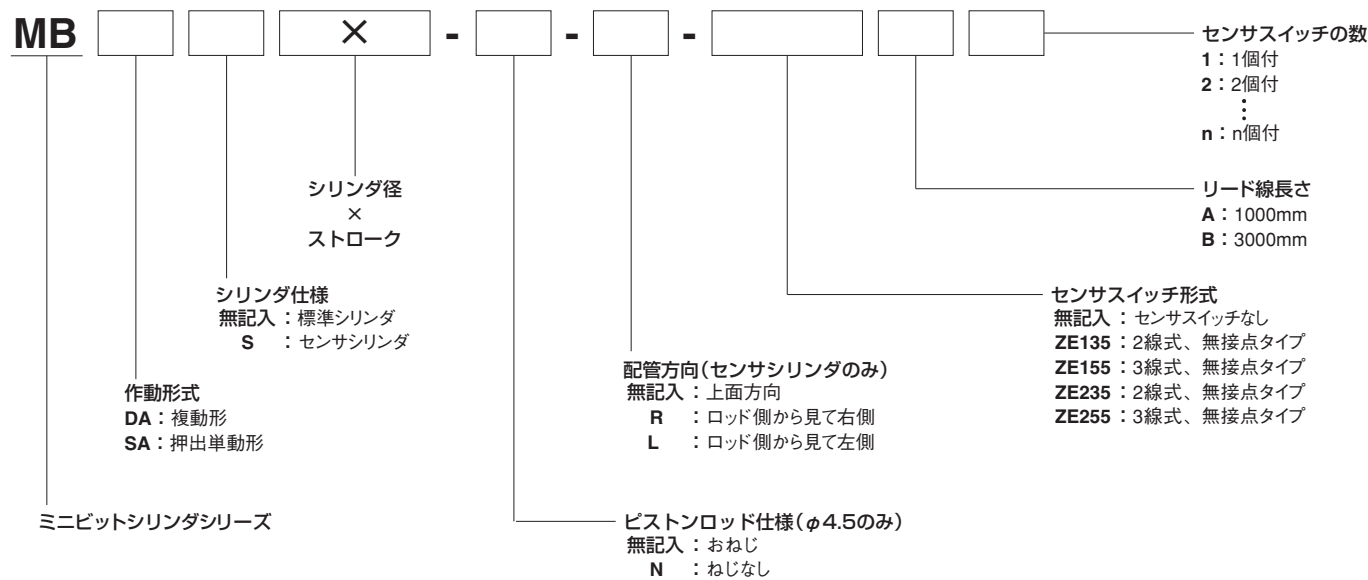 MB × - - -
センサスイッチの数
1：1個付
2：2個付
⋮
n：n個付
リード線長さ
A：1000mm
B：3000mm
シリンダ径
×
ストローク
センサスイッチ形式
無記入：センサスイッチなし
ZE135：2線式、無接点タイプ
ZE155：3線式、無接点タイプ
ZE235：2線式、無接点タイプ
ZE255：3線式、無接点タイプ
シリンダ仕様
無記入：標準シリンダ
S：センサシリンダ
配管方向（センサシリンダのみ）
無記入：上面方向
R：ロッド側から見て右側
L：ロッド側から見て左側
作動形式
DA：複動形
SA：押出単動形
ミニビットシリンダシリーズ
ピストンロッド仕様（φ4.5のみ）
無記入：おねじ
N：ねじなし